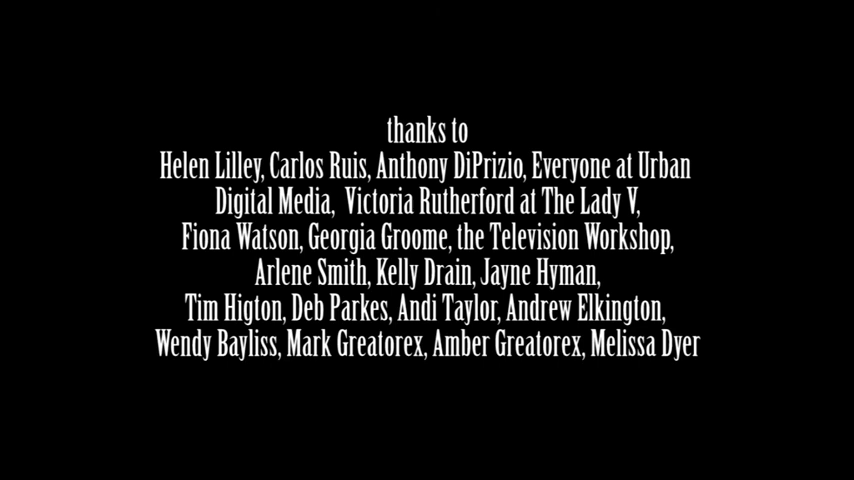 thanks to
Helen Lilley, Carlos Ruis, Anthony DiPrizio, Everyone at Urban
Digital Media,  Victoria Rutherford at The Lady V,
Fiona Watson, Georgia Groome, the Television Workshop,
Arlene Smith, Kelly Drain, Jayne Hyman,
Tim Higton, Deb Parkes, Andi Taylor, Andrew Elkington,
Wendy Bayliss, Mark Greatorex, Amber Greatorex, Melissa Dyer